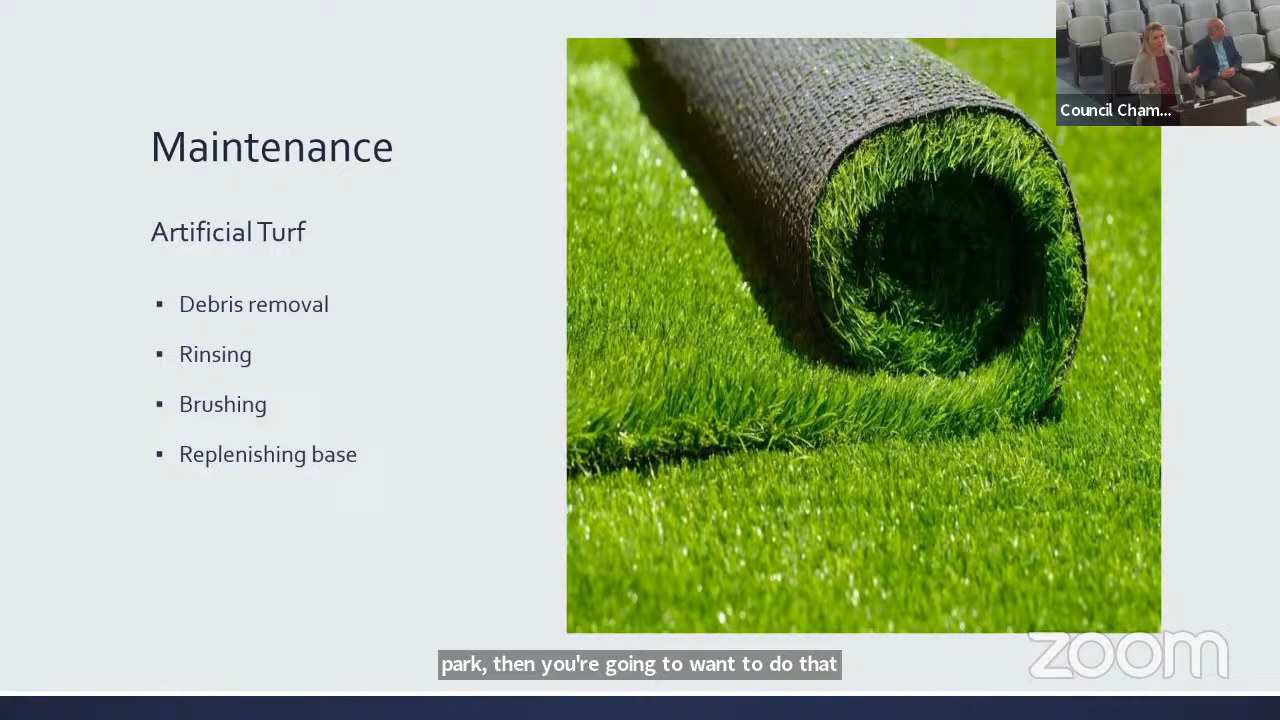 Council Cham...
Maintenance
Artificial Turf
▪ Debris removal
▪ Rinsing
▪ Brushing
▪ Replenishing base
zoom
park, then you're going to want to do that